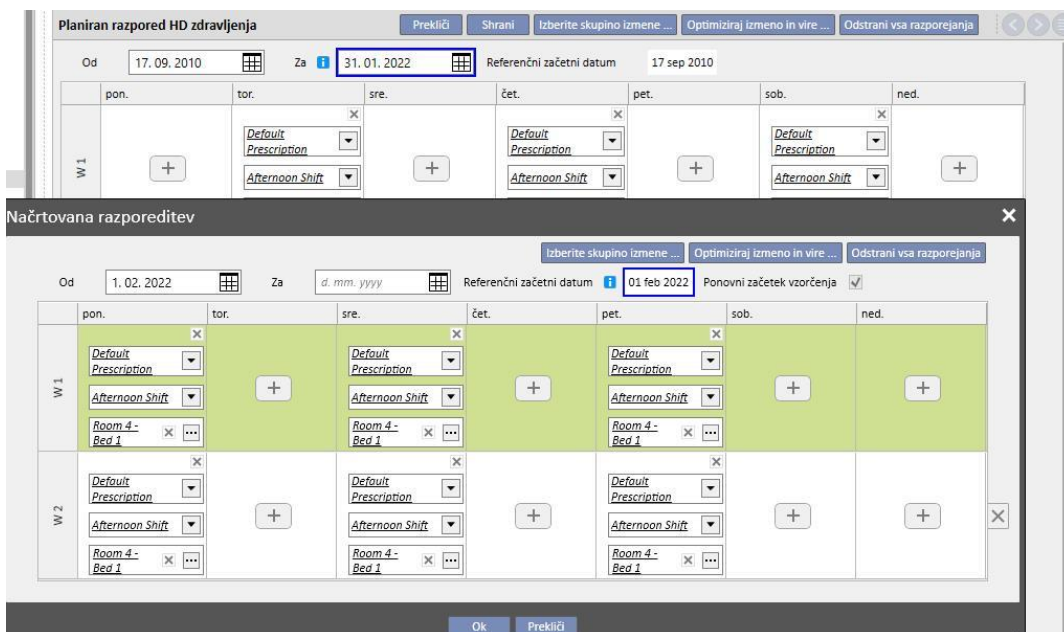 Planiran razpored HD zdravljenja Prekliči Shrani Izberite skupino izmene ... Optimiziraj izmeno in vire ... Odstrani vsa razporejanja
Od 17. 09. 2010 Za 31. 01. 2022 Referenčni začetni datum 17 sep 2010
pon. tor. sre. čet. pet. sob. ned.
W 1
Default Default Default
Prescription Prescription Prescription
Afternoon Shift Afternoon Shift Afternoon Shift
Načrtovana razporeditev
Izberite skupino izmene ... Optimiziraj izmeno in vire ... Odstrani vsa razporejanja
Od 1. 02. 2022 Za d. mm. yyyy Referenčni začetni datum 01 feb 2022 Ponovni začetek vzorčenja
pon. tor. sre. čet. pet. sob. ned.
W 1
Default Default Default
Prescription Prescription Prescription
Afternoon Shift Afternoon Shift Afternoon Shift
Room 4 - Room 4 - Room 4 -
Bed 1 Bed 1 Bed 1
W 2
Default Default Default
Prescription Prescription Prescription
Afternoon Shift Afternoon Shift Afternoon Shift
Room 4 - Room 4 - Room 4 -
Bed 1 Bed 1 Bed 1
Ok Prekliči